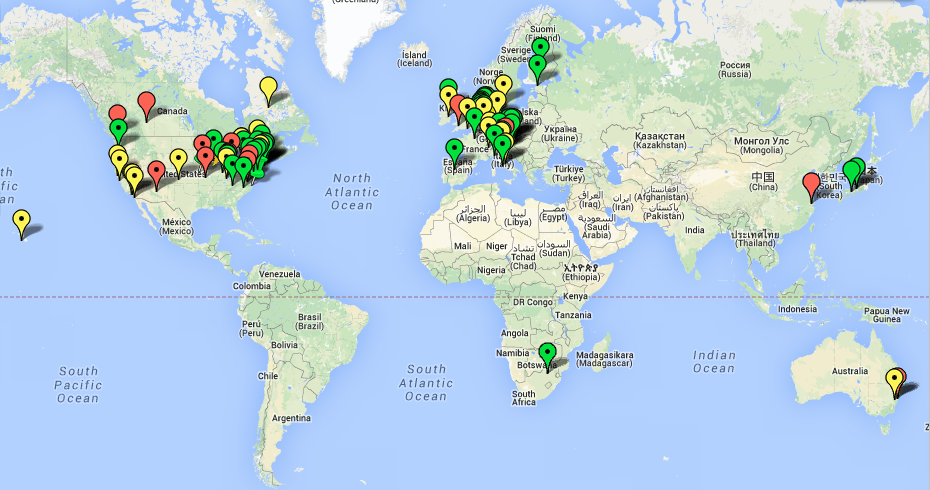 (Greenland)
Ísland
(Iceland)
Suomi
(Finland)
Sverige
(Sweden
Norge
(Norw
Россия
(Russia)
Canada
United States
North
Atlantic
Ocean
México
(Mexico)
France
España
(Spain)
(Italy)
Україна
(Ukraine)
Türkiye
(Turkey)
Қазақстан
(Kazakhstan)
Монгол Улс
(Mongolia)
中国
(China)
South
Korea)
本
Japan)
العراق
(Iraq)
ایران
(Iran)
افغانستان
(Afghanistan)
پاکستان
(Pakistan)
الجزائر
(Algeria)
ليبيا
(Libya)
مصر
(Egypt)
السعودية
(Saudi
Arabia)
India
ประเทศไทย
(Thailand)
Mali
Niger
تشاد
Tchad
(Chad)
السودان
(Sudan)
Nigeria
ኢትዮጵያ
(Ethiopia)
Venezuela
Colombia
DR Congo
Kenya
Tanzania
Indonesia
Papua New
Guinea
Perú
(Peru)
Brasil
(Brazil)
Bolivia
Angola
Namibia
Botswana
Madagasikara
(Madagascar)
South
Pacific
Ocean
Chile
South
Atlantic
Ocean
Indian
Ocean
Australia
South
Africa
Argentina